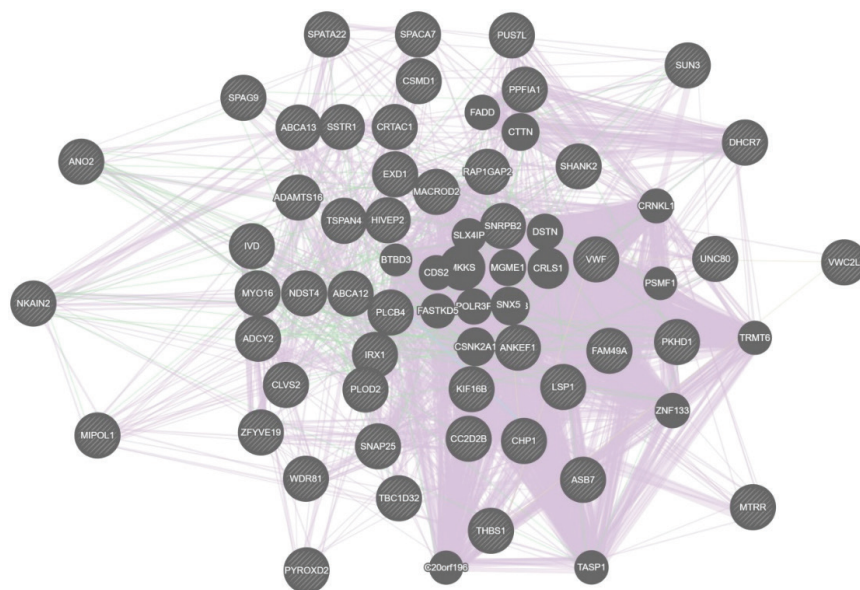 SPATA22
SPACA7
PUS7L
SUN3
CSMD1
PPFIA1
SPAG9
FADD
ABCA13
SSTR1
CRTAC1
CTTN
DHCR7
ANO2
EXD1
RAP1GAP2
SHANK2
MACROD2
ADAMTS16
CRNKL1
TSPAN4
HIVEP2
SNRPB2
DSTN
SLX4IP
IVD
BTBD3
CDS2
MKKS
MGME1
CRLS1
VWF
UNC80
VWC2L
PSMF1
MYO16
NDST4
ABCA12
NKAIN2
PLCB4
FASTKD5
POLR3F
SNX5
ADCY2
CSNK2A1
ANKEF1
FAM49A
PKHD1
TRMT6
IRX1
CLVS2
PLOD2
KIF16B
LSP1
ZNF133
MIPOL1
ZFYVE19
SNAP25
CC2D2B
CHP1
WDR81
ASB7
TBC1D32
MTRR
THBS1
PYROXD2
C20orf196
TASP1